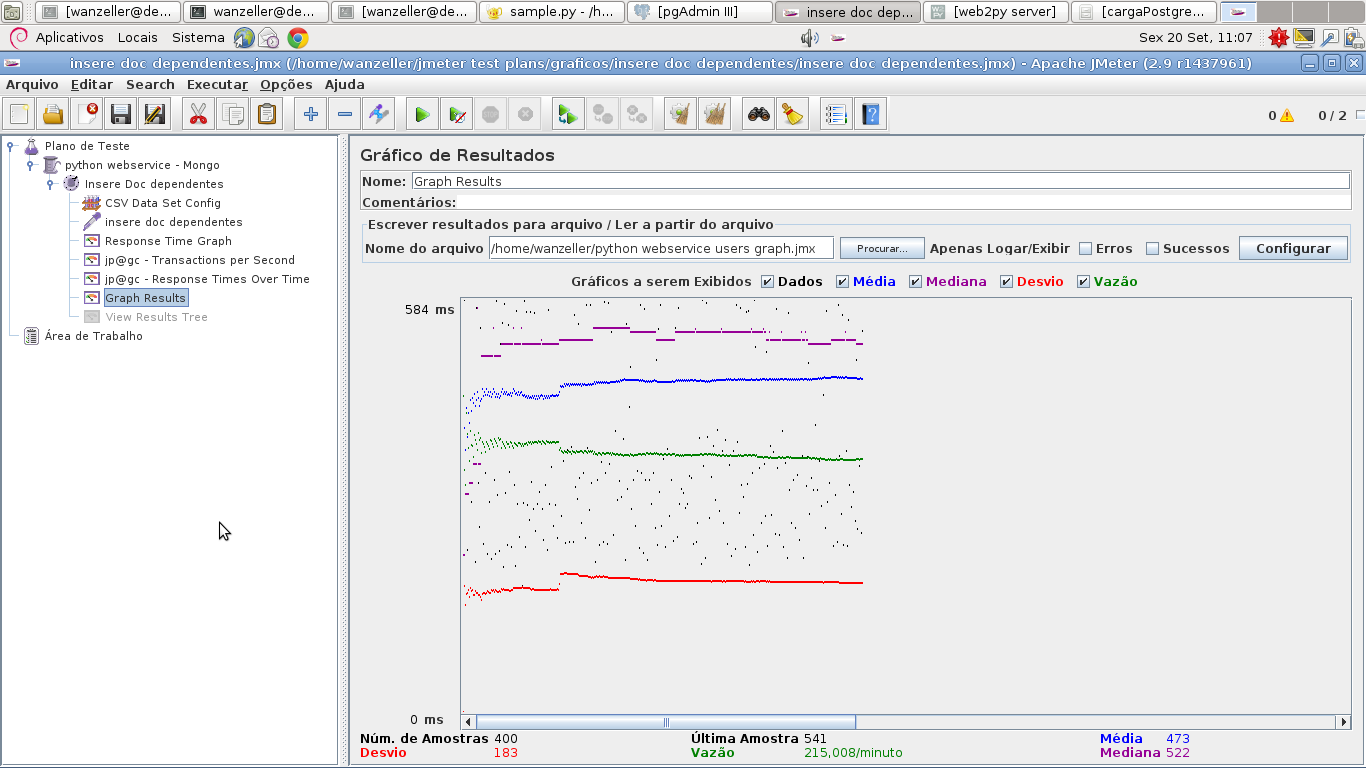 [wanzeller@de... wanzeller@de... [wanzeller@de... sample.py - /h... [pgAdmin III] insere doc dep... [web2py server] [cargaPostgre...
Aplicativos Locais Sistema Sex 20 Set, 11:07
insere doc dependentes.jmx (/home/wanzeller/jmeter test plans/graficos/insere doc dependentes/insere doc dependentes.jmx) - Apache JMeter (2.9 r1437961)
Arquivo Editar Search Executar Opções Ajuda
0 0 / 2
Plano de Teste
python webservice - Mongo
Insere Doc dependentes
CSV Data Set Config
insere doc dependentes
Response Time Graph
jp@gc - Transactions per Second
jp@gc - Response Times Over Time
Graph Results
View Results Tree
Área de Trabalho
Gráfico de Resultados
Nome: Graph Results
Comentários:
Escrever resultados para arquivo / Ler a partir do arquivo
Nome do arquivo /home/wanzeller/python webservice users graph.jmx Procurar... Apenas Logar/Exibir Erros Sucessos Configurar
Gráficos a serem Exibidos Dados Média Mediana Desvio Vazão
584 ms
0 ms
Núm. de Amostras 400 Última Amostra 541 Média 473
Desvio 183 Vazão 215,008/minuto Mediana 522